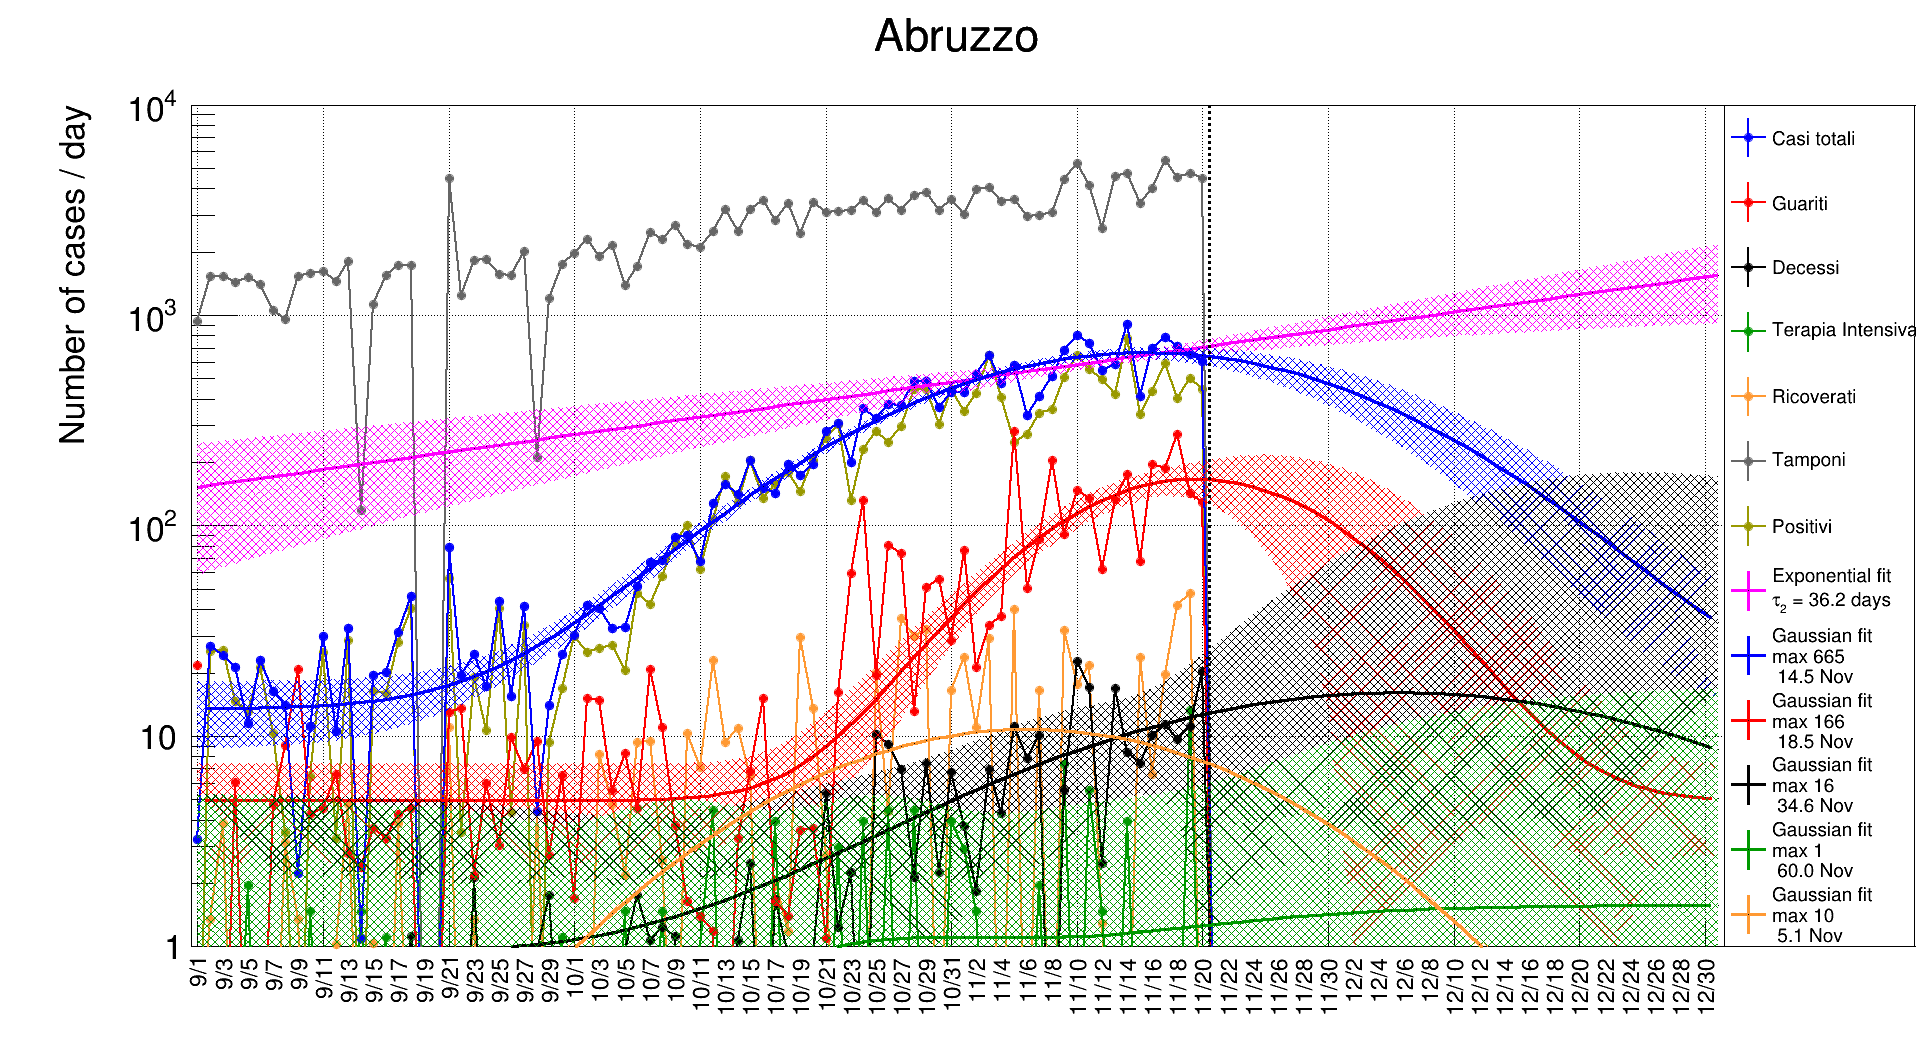 Abruzzo
Number of cases / day
10^4
10^3
10^2
10
1
9/1
9/3
9/5
9/7
9/9
9/11
9/13
9/15
9/17
9/19
9/21
9/23
9/25
9/27
9/29
10/1
10/3
10/5
10/7
10/9
10/11
10/13
10/15
10/17
10/19
10/21
10/23
10/25
10/27
10/29
10/31
11/2
11/4
11/6
11/8
11/10
11/12
11/14
11/16
11/18
11/20
11/22
11/24
11/26
11/28
11/30
12/2
12/4
12/6
12/8
12/10
12/12
12/14
12/16
12/18
12/20
12/22
12/24
12/26
12/28
12/30
Casi totali
Guariti
Decessi
Terapia Intensiva
Ricoverati
Tamponi
Positivi
Exponential fit
τ₂ = 36.2 days
Gaussian fit
max 665
14.5 Nov
Gaussian fit
max 166
18.5 Nov
Gaussian fit
max 16
34.6 Nov
Gaussian fit
max 1
60.0 Nov
Gaussian fit
max 10
5.1 Nov